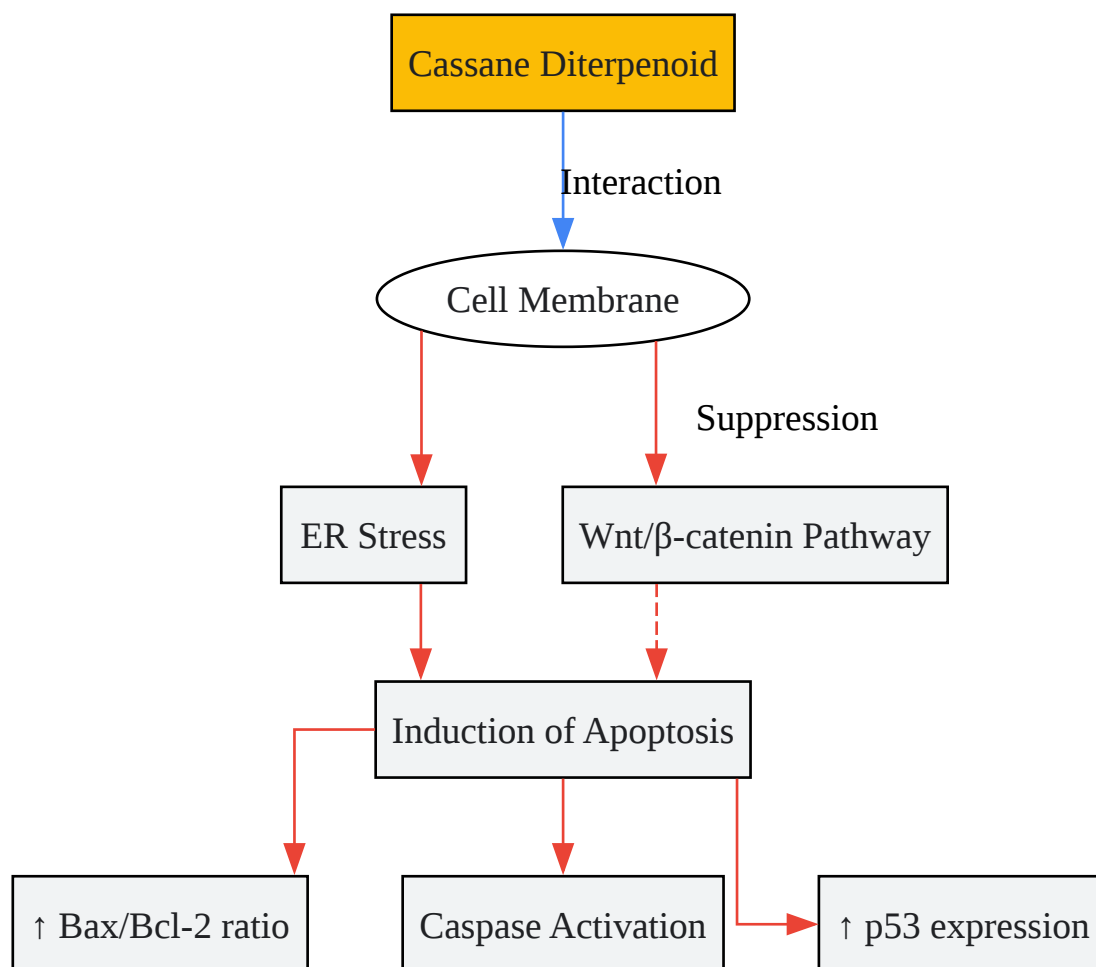 Cassane Diterpenoid
Interaction
Cell Membrane
Suppression
ER Stress
Wnt/β-catenin Pathway
Induction of Apoptosis
↑ Bax/Bcl-2 ratio
Caspase Activation
↑ p53 expression